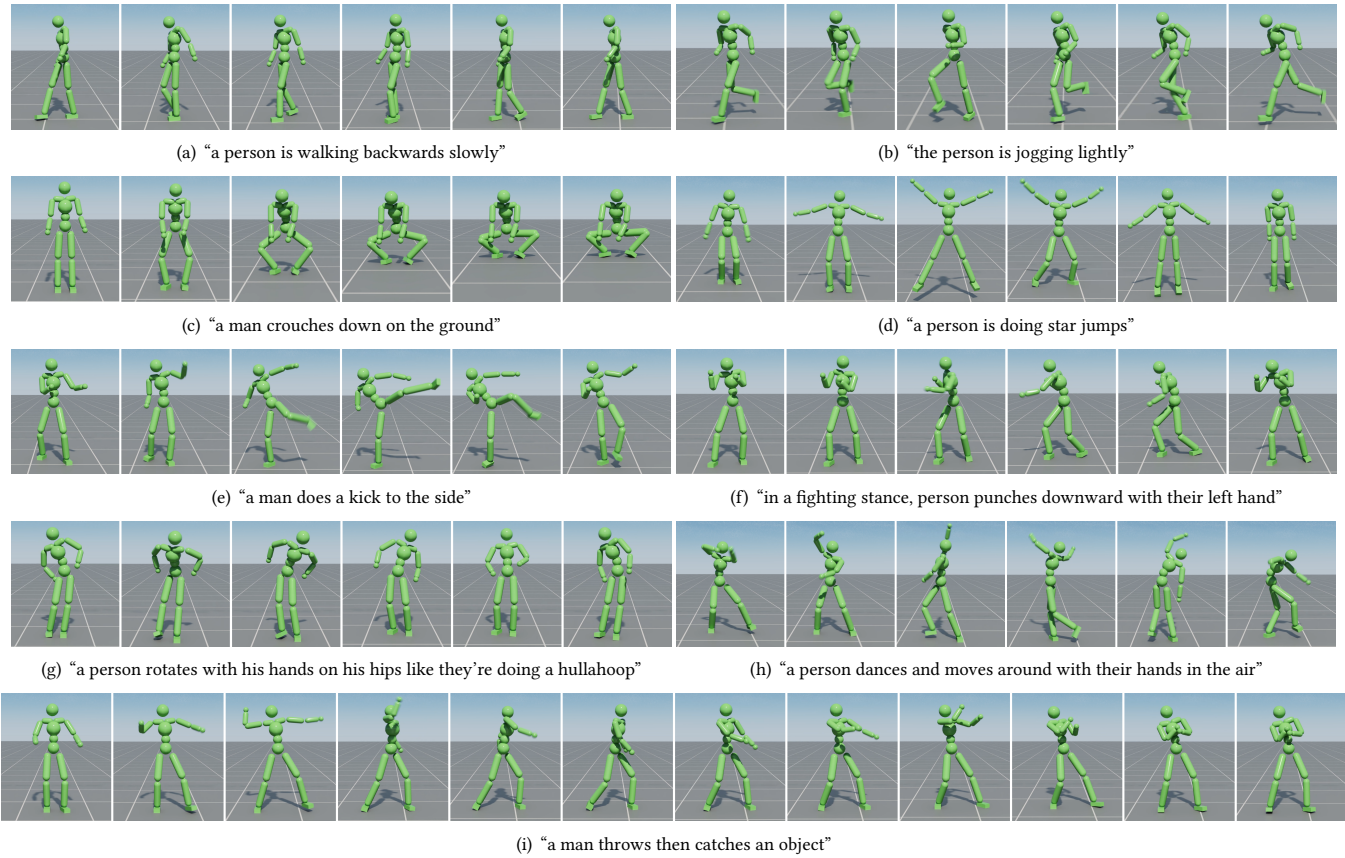 (a) “a person is walking backwards slowly”
(b) “the person is jogging lightly”
(c) “a man crouches down on the ground”
(d) “a person is doing star jumps”
(e) “a man does a kick to the side”
(f) “in a fighting stance, person punches downward with their left hand”
(g) “a person rotates with his hands on his hips like they’re doing a hullahoop”
(h) “a person dances and moves around with their hands in the air”
(i) “a man throws then catches an object”